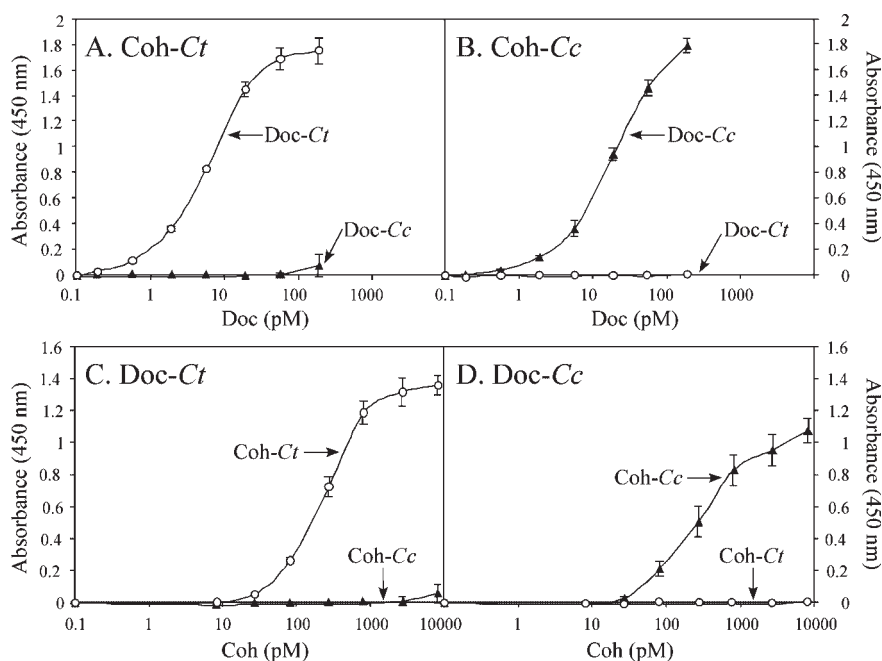 A. Coh-Ct
B. Coh-Cc
Absorbance (450 nm)
2
1.8
1.6
1.4
1.2
1
0.8
0.6
0.4
0.2
0
Doc-Ct
Doc-Cc
0.1 1 10 100 1000
Doc (pM)
Doc-Cc
Doc-Ct
0.1 1 10 100 1000
Doc (pM)
2
1.8
1.6
1.4
1.2
1
0.8
0.6
0.4
0.2
0
Absorbance (450 nm)
C. Doc-Ct
D. Doc-Cc
Absorbance (450 nm)
1.6
1.4
1.2
1
0.8
0.6
0.4
0.2
0
Coh-Ct
Coh-Cc
0.1 1 10 100 1000 10000
Coh (pM)
Coh-Cc
Coh-Ct
1 10 100 1000 10000
Coh (pM)
1.6
1.4
1.2
1
0.8
0.6
0.4
0.2
0
Absorbance (450 nm)